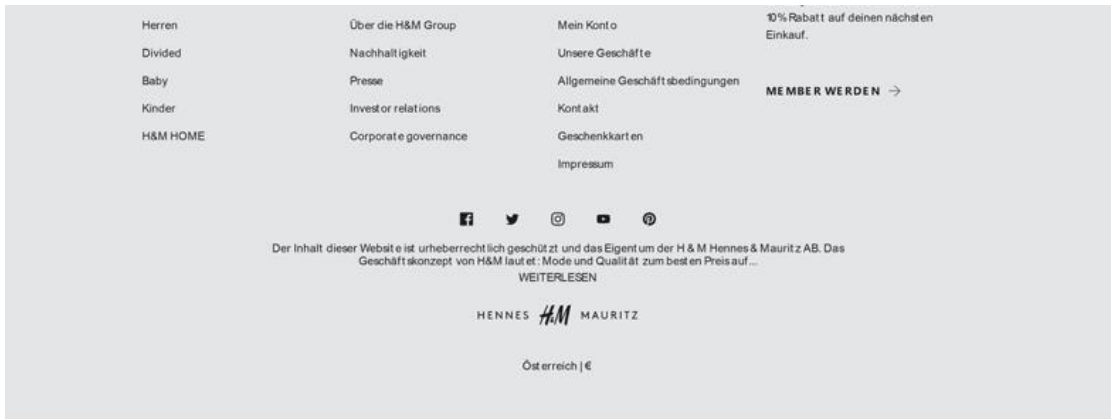 Herren
Divided
Baby
Kinder
H&M HOME
Über die H&M Group
Nachhaltigkeit
Presse
Investor relations
Corporate governance
Mein Konto
Unsere Geschäfte
Allgemeine Geschäftsbedingungen
Kontakt
Geschenkkarten
Impressum
10% Rabatt auf deinen nächsten
Einkauf.
MEMBER WERDEN →
Der Inhalt dieser Website ist urheberrechtlich geschützt und das Eigentum der H & M Hennes & Mauritz AB. Das
Geschäftskonzept von H&M lautet: Mode und Qualität zum besten Preis auf...
WEITERLESEN
HENNES H&M MAURITZ
Österreich | €